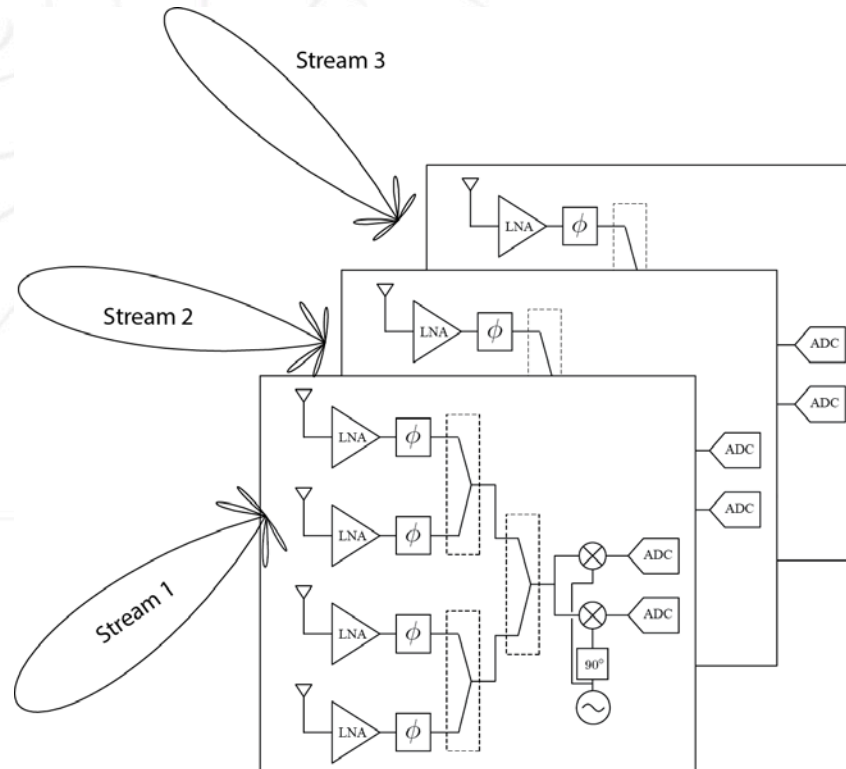 Stream 3
LNA
ϕ
Stream 2
LNA
ϕ
ADC
ADC
LNA
ϕ
ADC
ADC
Stream 1
LNA
ϕ
ADC
LNA
ϕ
ADC
90°
LNA
ϕ